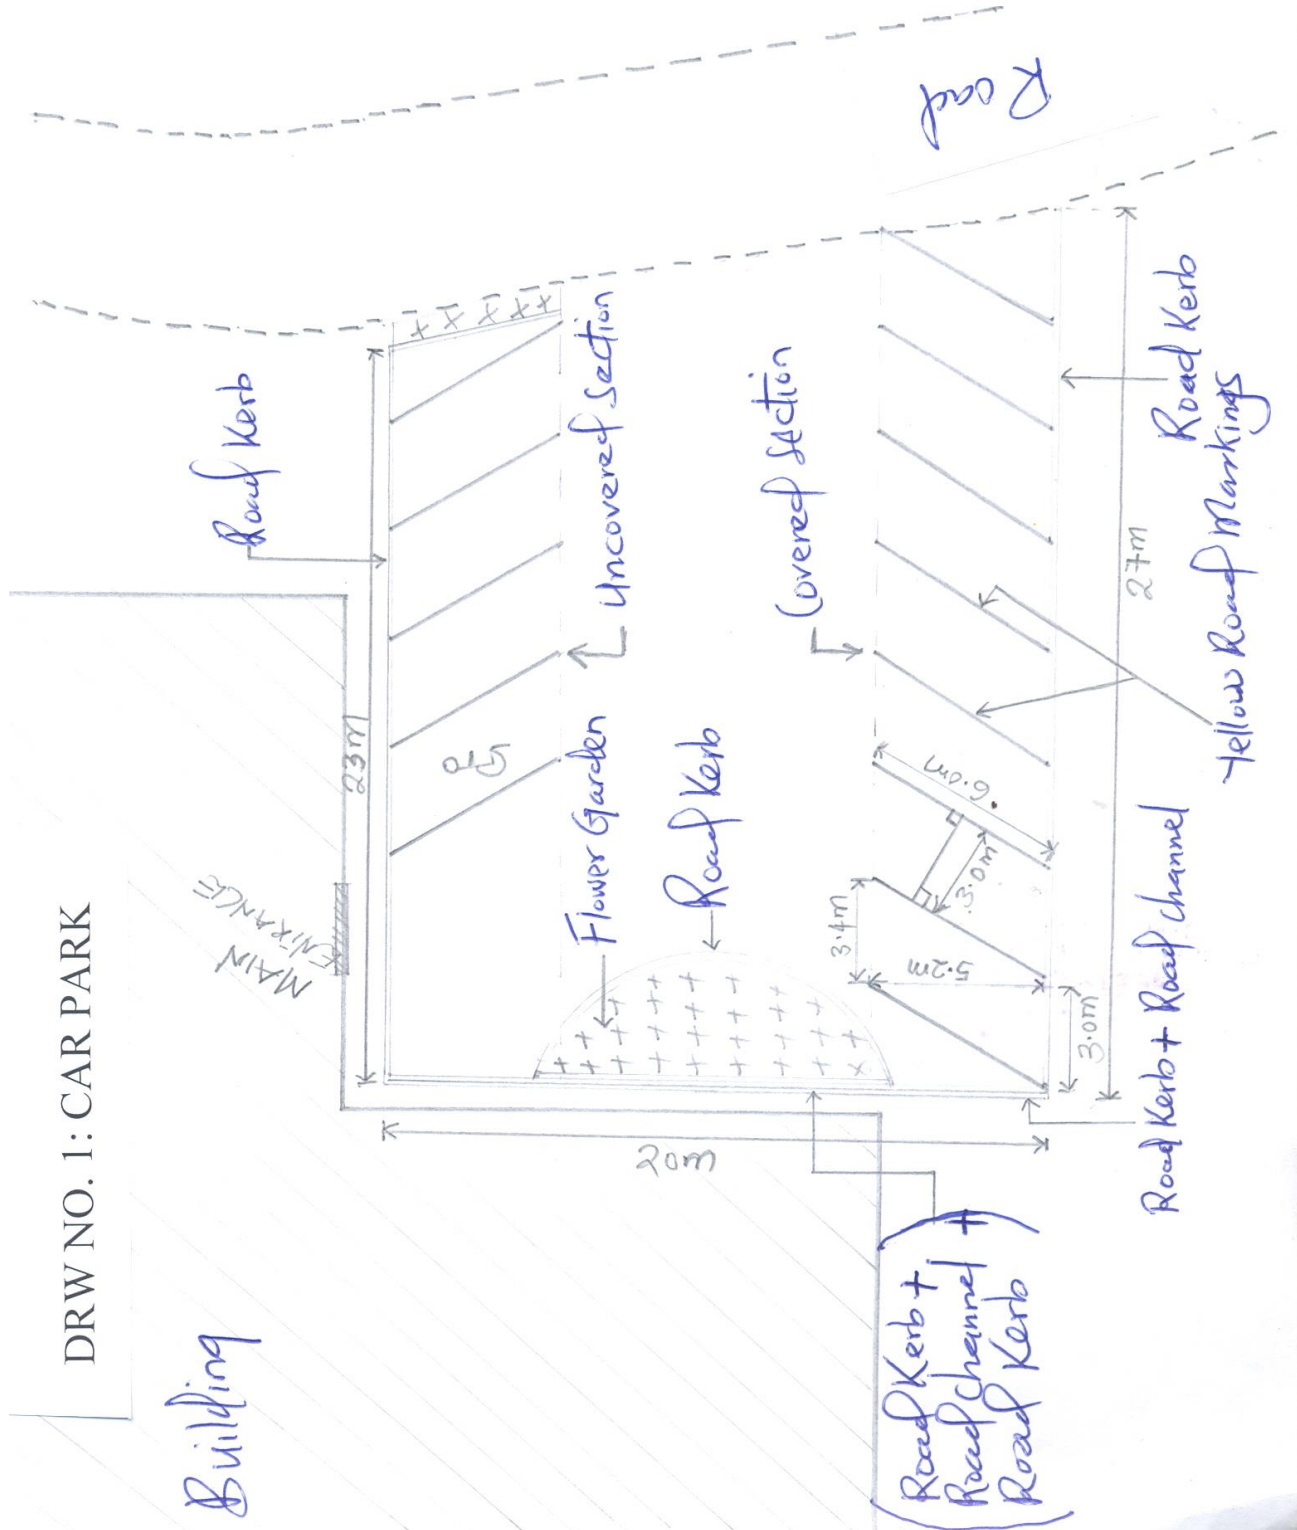 DRW NO. 1: CAR PARK
Building
MAIN
ENTRANCE
23m
Road Kerb
Uncovered Section
Flower Garden
Road Kerb
Covered Section
20m
3.4m
5.2m
3.0m
3.0m
6.0m
27m
Road
Road Kerb
Yellow Road Markings
Road Kerb + Road channel
(Road Kerb +
Road channel +
Road Kerb)